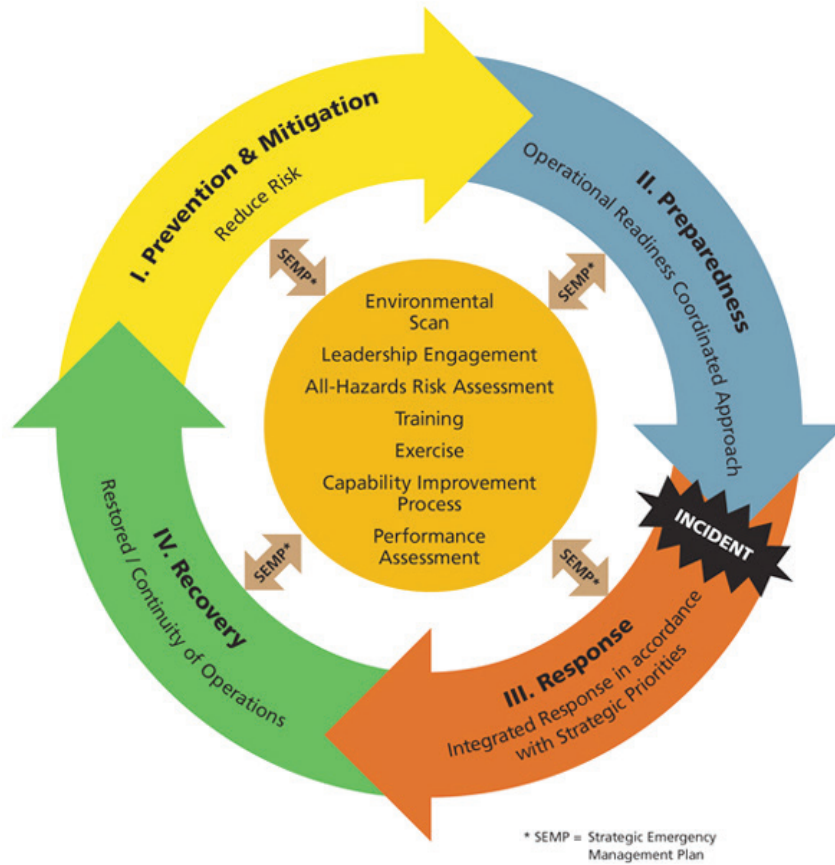 I. Prevention & Mitigation
Reduce Risk
II. Preparedness
Operational Readiness Coordinated Approach
SEMP*
SEMP*
Environmental
Scan
Leadership Engagement
All-Hazards Risk Assessment
Training
Exercise
Capability Improvement
Process
Performance
Assessment
INCIDENT
SEMP*
SEMP*
III. Response
Integrated Response in accordance
with Strategic Priorities
IV. Recovery
Restored / Continuity of Operations
* SEMP = Strategic Emergency
Management Plan